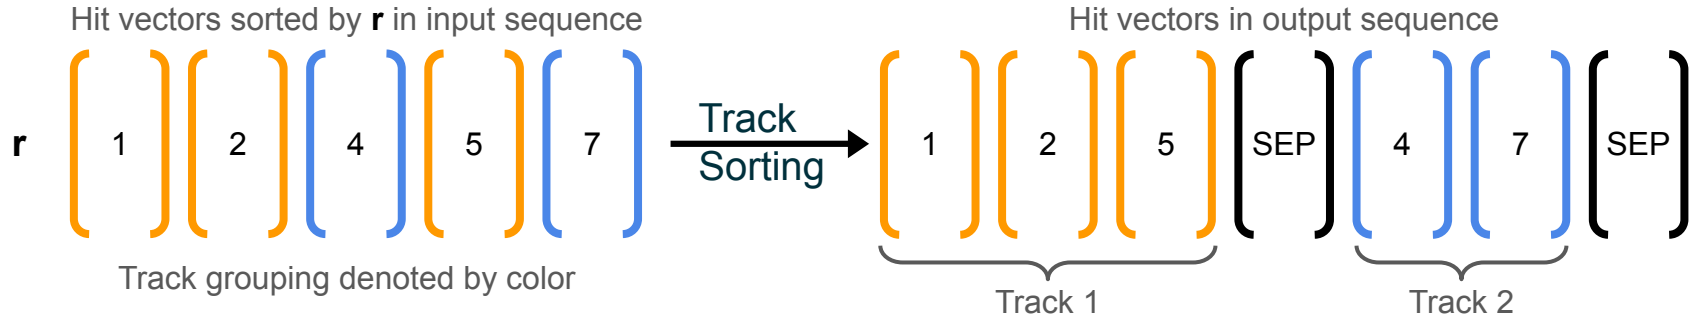 Hit vectors sorted by r in input sequence
r 1 2 4 5 7
Track grouping denoted by color
Track
Sorting
Hit vectors in output sequence
1 2 5 SEP 4 7 SEP
Track 1 Track 2